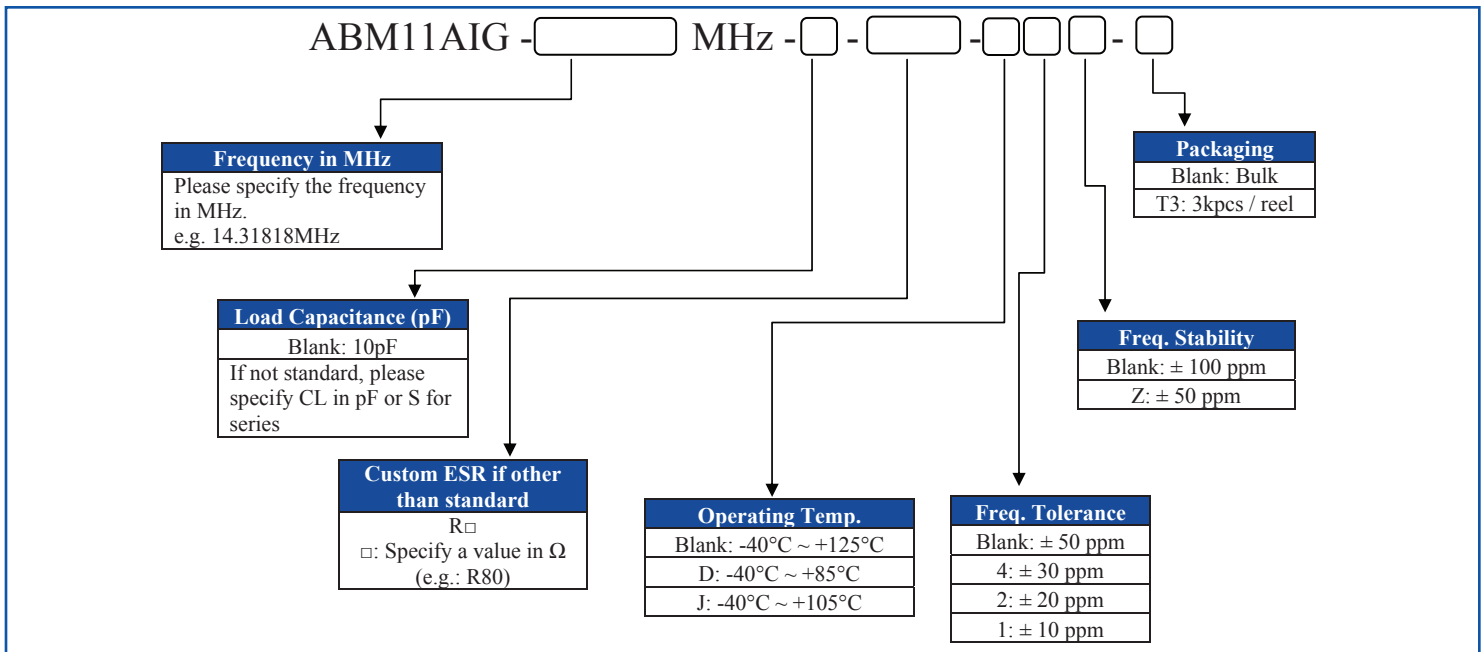 ABM11AIG - MHz - - - -
Frequency in MHz
Please specify the frequency
in MHz.
e.g. 14.31818MHz
Packaging
Blank: Bulk
T3: 3kpcs / reel
Load Capacitance (pF)
Blank: 10pF
If not standard, please
specify CL in pF or S for
series
Freq. Stability
Blank: ± 100 ppm
Z: ± 50 ppm
Custom ESR if other
than standard
R□
□: Specify a value in Ω
(e.g.: R80)
Operating Temp.
Blank: -40°C ~ +125°C
D: -40°C ~ +85°C
J: -40°C ~ +105°C
Freq. Tolerance
Blank: ± 50 ppm
4: ± 30 ppm
2: ± 20 ppm
1: ± 10 ppm